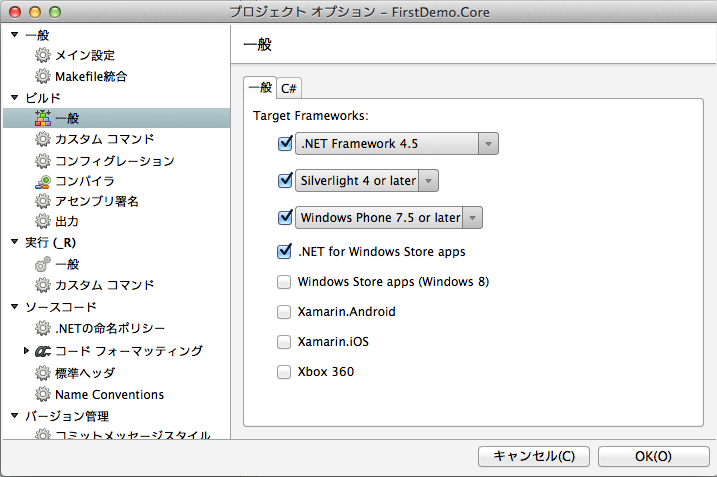 プロジェクト オプション – FirstDemo.Core
一般
メイン設定
Makefile統合
ビルド
一般
カスタム コマンド
コンフィグレーション
コンパイラ
アセンブリ署名
出力
実行 (_R)
一般
カスタム コマンド
ソースコード
.NETの命名ポリシー
コード フォーマッティング
標準ヘッダ
Name Conventions
バージョン管理
コミットメッセージスタイル
一般
一般
C#
Target Frameworks:
.NET Framework 4.5
Silverlight 4 or later
Windows Phone 7.5 or later
.NET for Windows Store apps
Windows Store apps (Windows 8)
Xamarin.Android
Xamarin.iOS
Xbox 360
キャンセル(C)
OK(O)